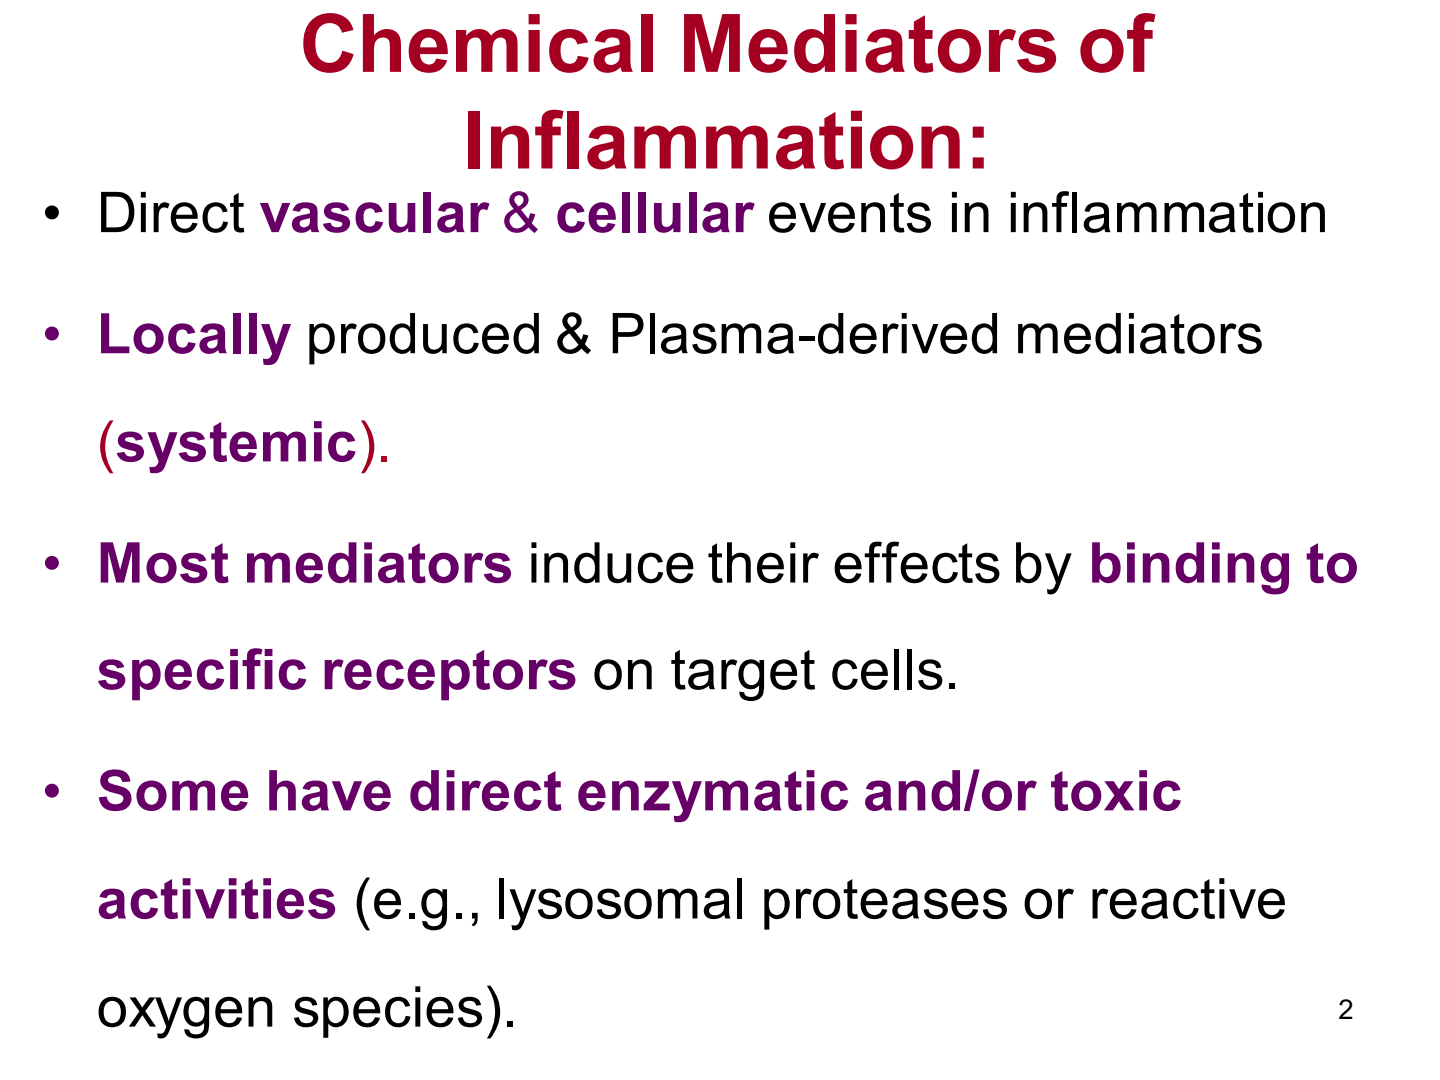 Chemical Mediators of
Inflammation:
• Direct vascular & cellular events in inflammation
• Locally produced & Plasma-derived mediators
(systemic).
• Most mediators induce their effects by binding to
specific receptors on target cells.
• Some have direct enzymatic and/or toxic
activities (e.g., lysosomal proteases or reactive
oxygen species).
2